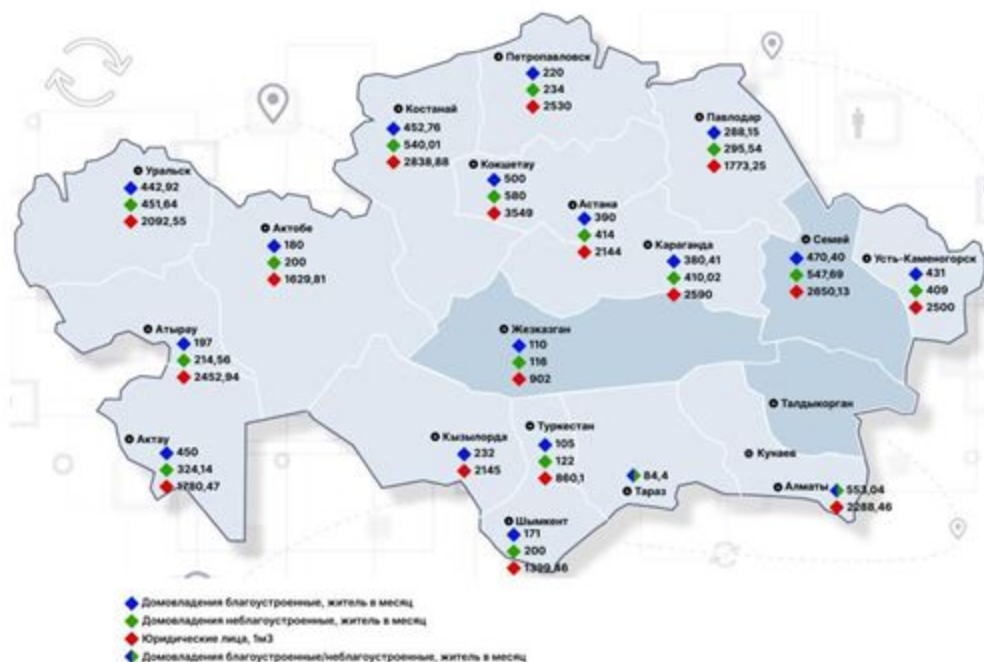 Петропавловск
220
234
2530
Костанай
452,76
540,01
2838,88
Павлодар
288,15
295,54
1773,25
Кокшетау
500
580
3549
Уральск
442,92
451,64
2092,55
Астана
390
414
2144
Актобе
180
200
1629,81
Караганда
380,41
410,02
2590
Семей
470,40
547,69
2650,13
Усть-Каменогорск
431
409
2500
Атырау
197
214,56
2452,94
Жезказган
110
116
902
Талдыкорган
Актау
450
324,14
1780,47
Кызылорда
232
2145
Туркестан
105
122
860,1
Кунаев
84,4
Тараз
Алматы
553,04
2288,46
Шымкент
171
200
1399,46
Домовладения благоустроенные, житель в месяц
Домовладения неблагоустроенные, житель в месяц
Юридические лица, 1м3
Домовладения благоустроенные/неблагоустроенные, житель в месяц